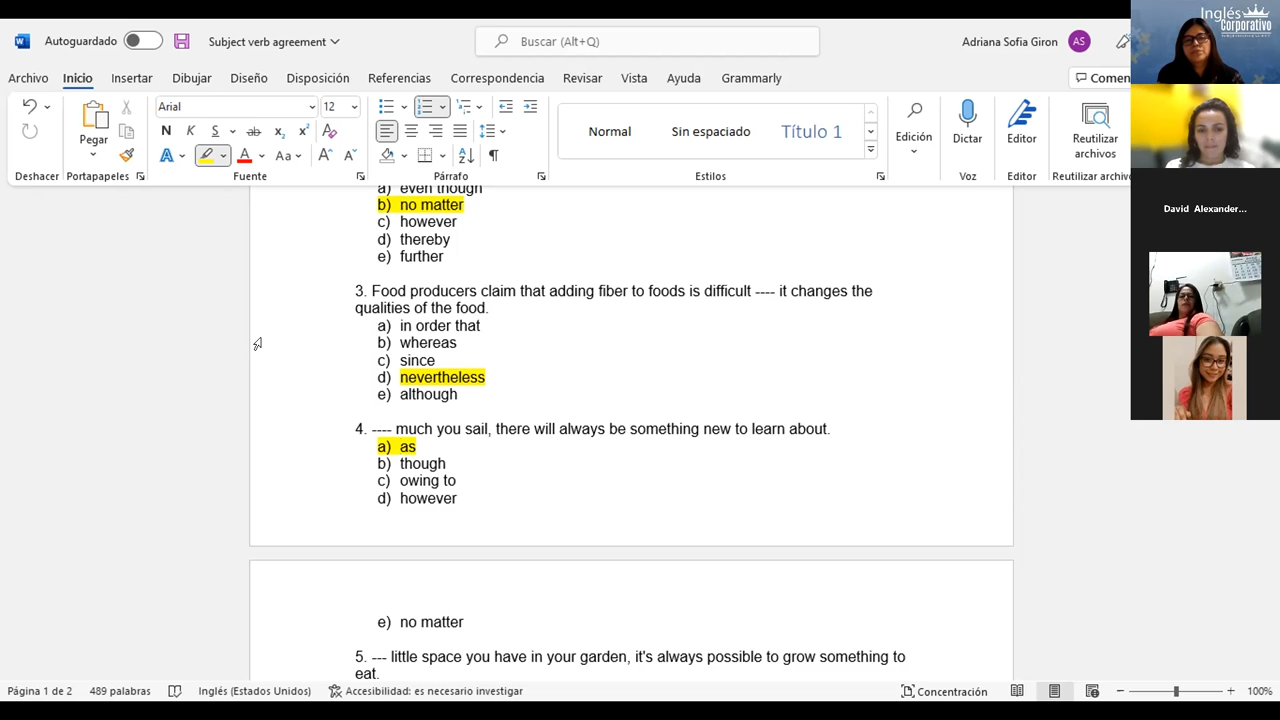 Autoguardado
Subject verb agreement
Buscar (Alt+Q)
Adriana Sofia Giron
AS
Inglés
Corporativo
Archivo Inicio Insertar Dibujar Diseño Disposición Referencias Correspondencia Revisar Vista Ayuda Grammarly
Comen
Arial 12
Normal Sin espaciado Título 1
Pegar Edición Dictar Editor Reutilizar archivos
Deshacer Portapapeles Fuente Párrafo Estilos Voz Editor Reutilizar archivo
a) even though
b) no matter
c) however
d) thereby
e) further
3. Food producers claim that adding fiber to foods is difficult ---- it changes the
qualities of the food.
a) in order that
b) whereas
c) since
d) nevertheless
e) although
4. ---- much you sail, there will always be something new to learn about.
a) as
b) though
c) owing to
d) however
e) no matter
5. --- little space you have in your garden, it's always possible to grow something to
eat.
David Alexander...
Página 1 de 2 489 palabras Inglés (Estados Unidos) Accesibilidad: es necesario investigar Concentración 100%